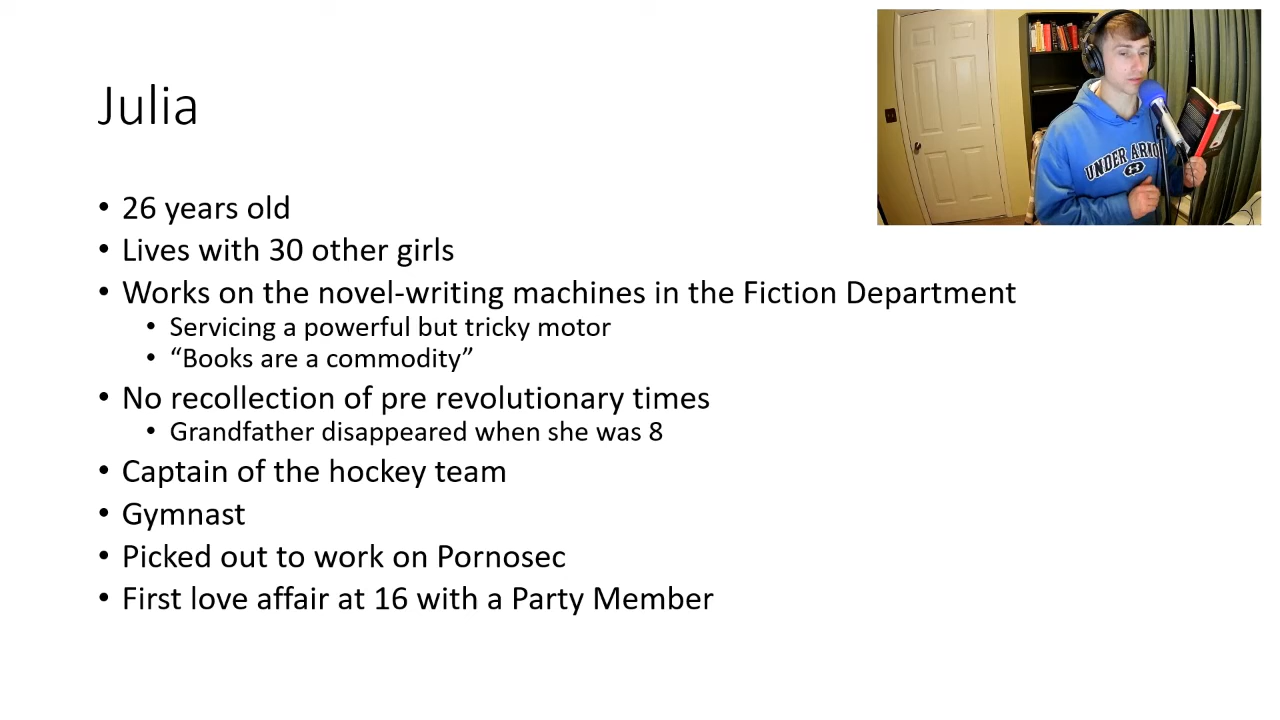 Julia
• 26 years old
• Lives with 30 other girls
• Works on the novel-writing machines in the Fiction Department
• Servicing a powerful but tricky motor
• “Books are a commodity”
• No recollection of pre revolutionary times
• Grandfather disappeared when she was 8
• Captain of the hockey team
• Gymnast
• Picked out to work on Pornosec
• First love affair at 16 with a Party Member
UNDER ARMO